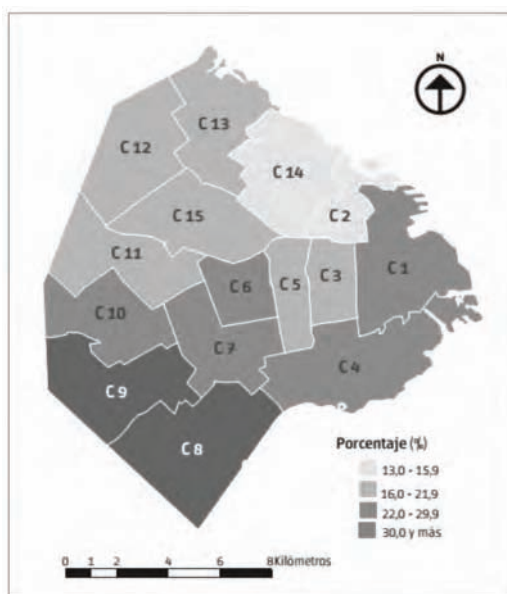 N
C 13
C 12
C 14
C 2
C 15
C 11
C 6
C 5
C 3
C 1
C 10
C 7
C 4
C 9
C 8
Porcentaje (%)
13,0 - 15,9
16,0 - 21,9
22,0 - 29,9
30,0 y más
0 1 2 4 6 8Kilómetros